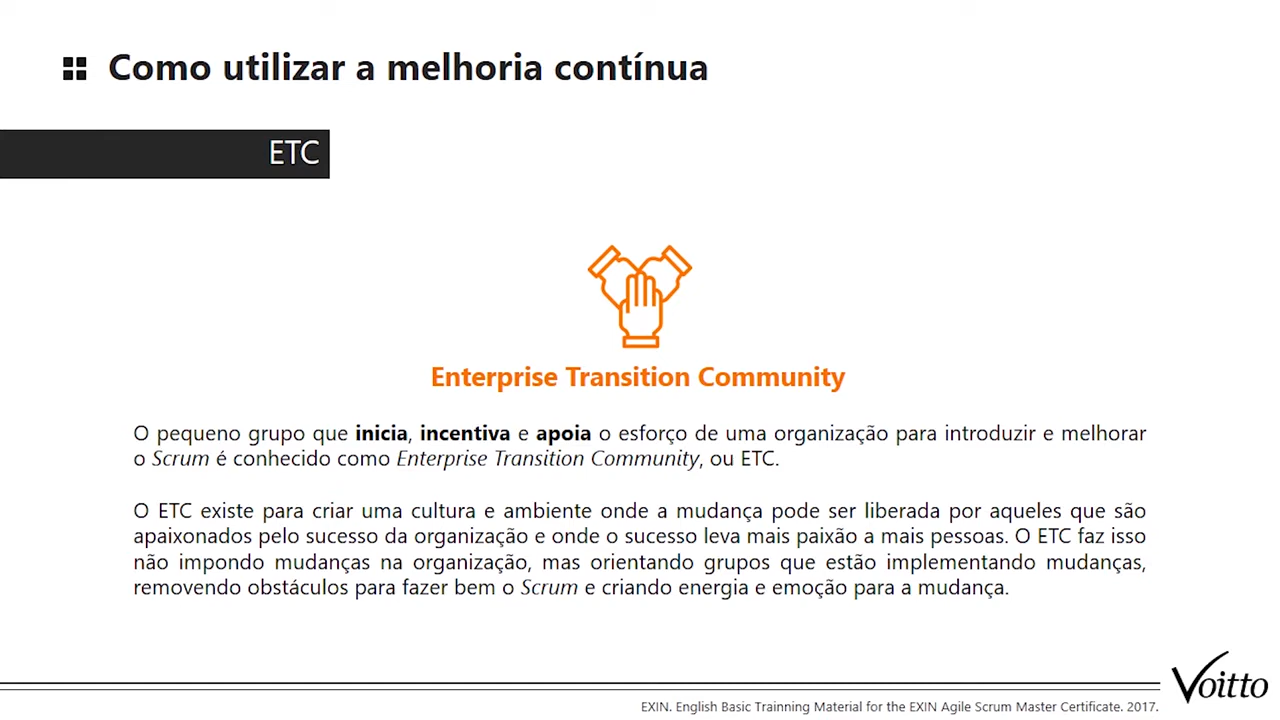 Como utilizar a melhoria contínua
ETC
Enterprise Transition Community
O pequeno grupo que inicia, incentiva e apoia o esforço de uma organização para introduzir e melhorar
o Scrum é conhecido como Enterprise Transition Community, ou ETC.
O ETC existe para criar uma cultura e ambiente onde a mudança pode ser liberada por aqueles que são
apaixonados pelo sucesso da organização e onde o sucesso leva mais paixão a mais pessoas. O ETC faz isso
não impondo mudanças na organização, mas orientando grupos que estão implementando mudanças,
removendo obstáculos para fazer bem o Scrum e criando energia e emoção para a mudança.
Voitto
EXIN. English Basic Trainning Material for the EXIN Agile Scrum Master Certificate. 2017.